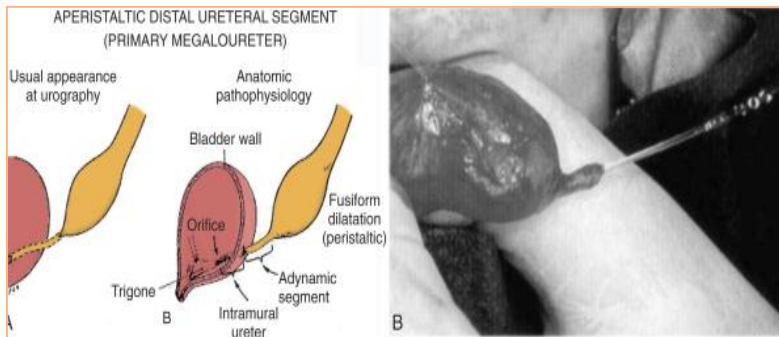 APERISTALTIC DISTAL URETERAL SEGMENT
(PRIMARY MEGALOURETER)
Usual appearance
at urography
Anatomic
pathophysiology
Bladder wall
Fusiform
dilatation
(peristaltic)
Orifice
Trigone
Adynamic
segment
Intramural
ureter
A
B
B